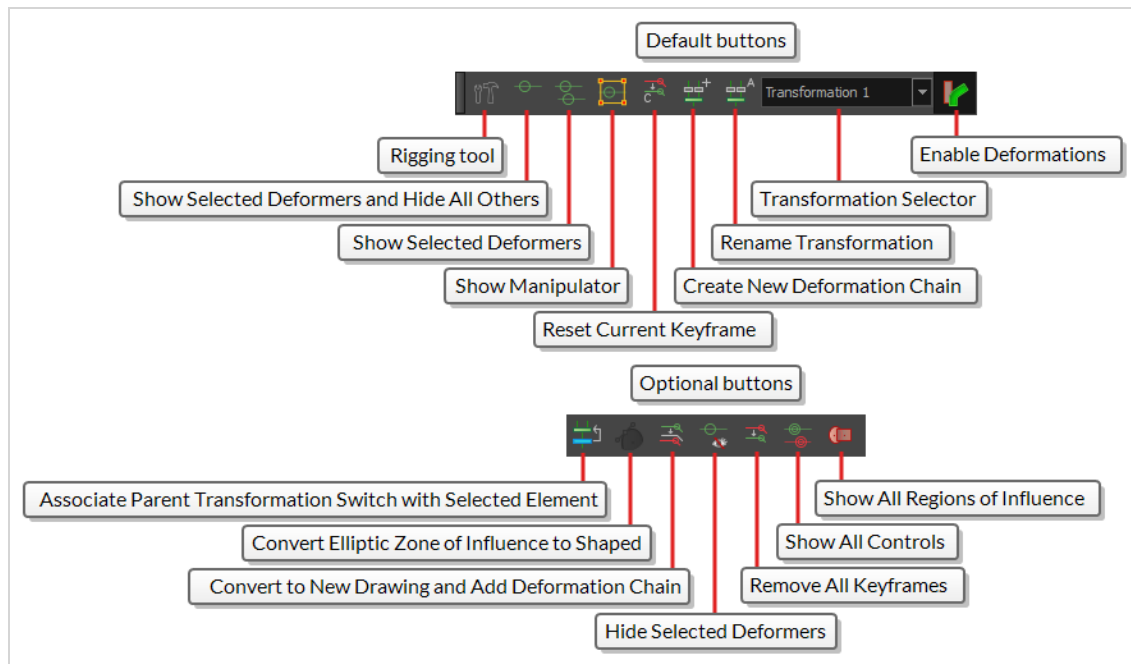 Default buttons
C
+
A
Transformation 1
Rigging tool
Enable Deformations
Show Selected Deformers and Hide All Others
Transformation Selector
Show Selected Deformers
Rename Transformation
Show Manipulator
Create New Deformation Chain
Reset Current Keyframe
Optional buttons
Associate Parent Transformation Switch with Selected Element
Show All Regions of Influence
Convert Elliptic Zone of Influence to Shaped
Show All Controls
Convert to New Drawing and Add Deformation Chain
Remove All Keyframes
Hide Selected Deformers